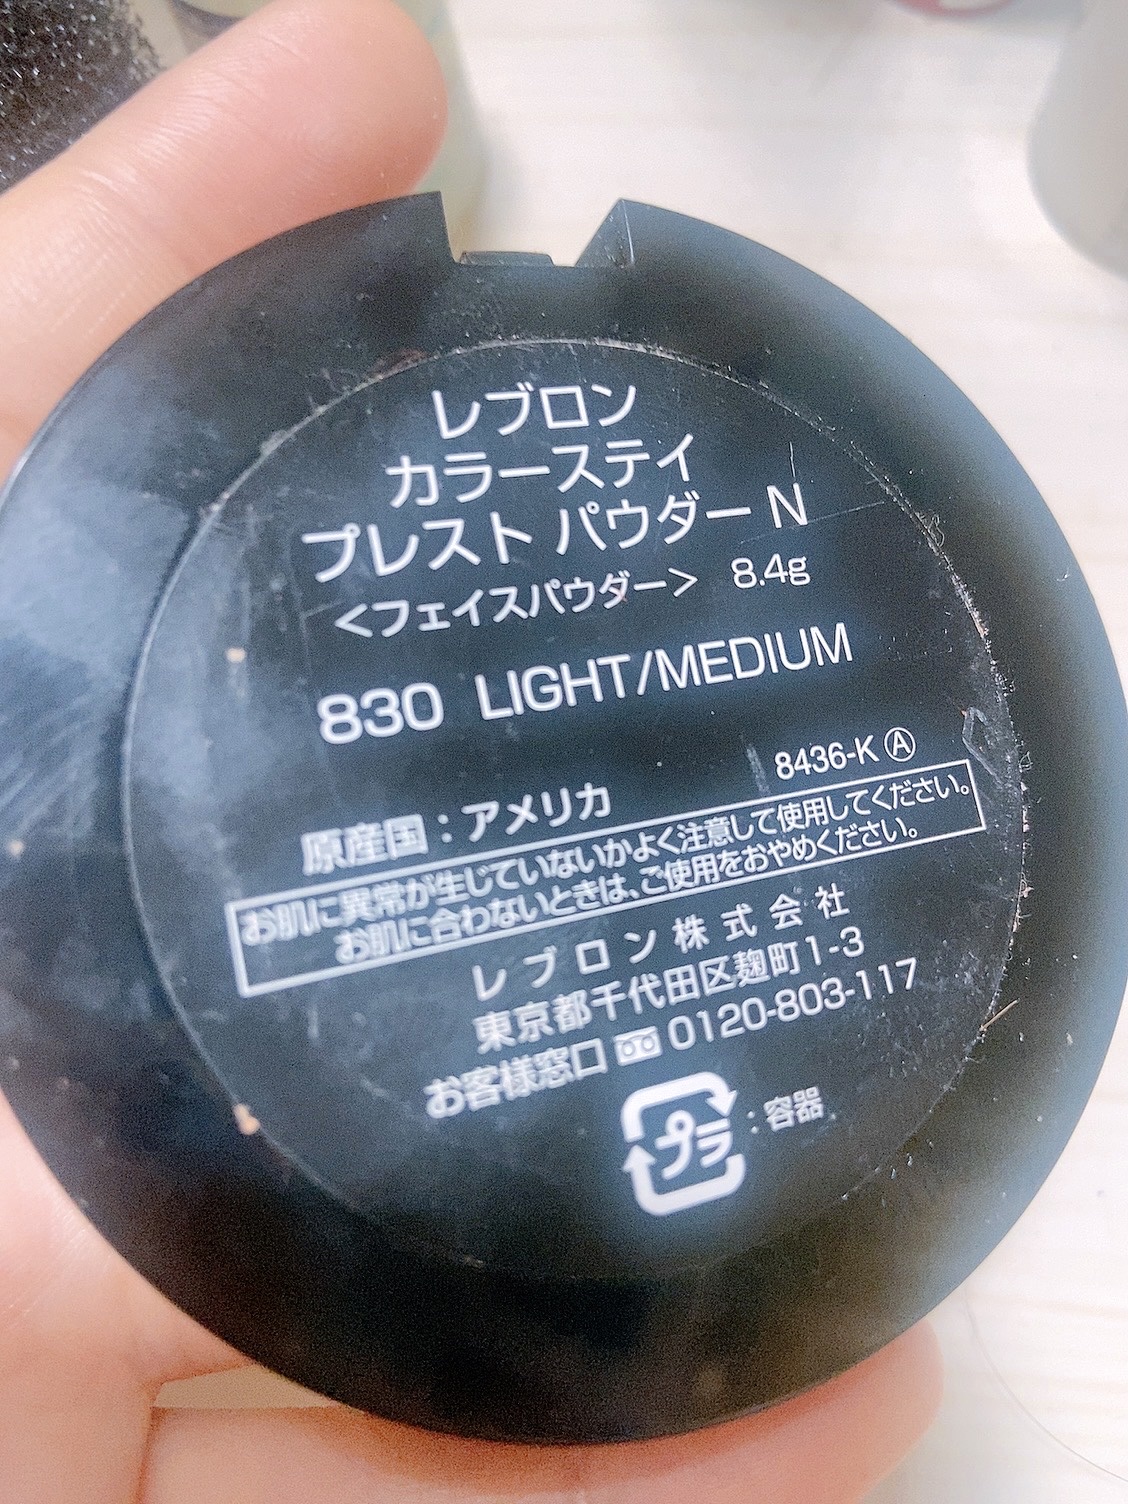 レブロン
カラーステイ
プレスト パウダー N
<フェイスパウダー> 8.4g
830 LIGHT/MEDIUM
8436-K Ⓐ
原産国：アメリカ
お肌に異常が生じていないかよく注意して使用してください。
お肌に合わないときは、ご使用をおやめください。
レブロン株式会社
東京都千代田区麹町1-3
お客様窓口 0120-803-117
プラ : 容器